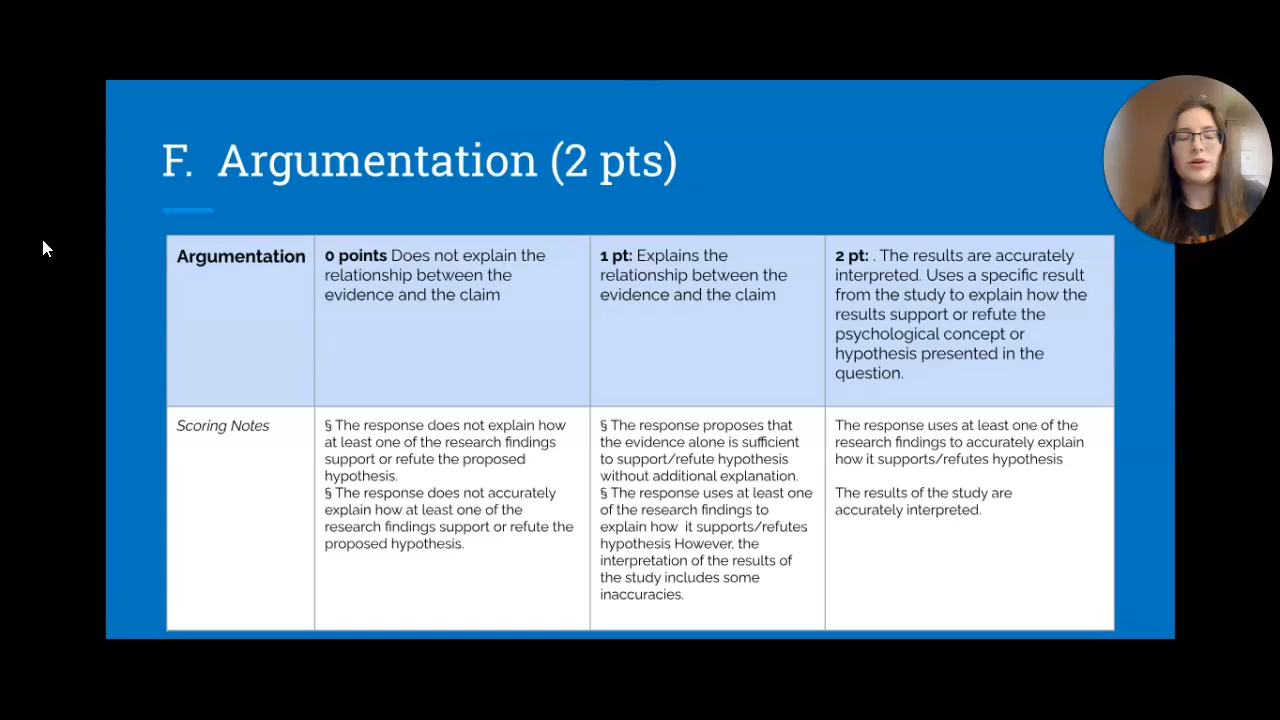 F. Argumentation (2 pts)
Argumentation
0 points Does not explain the
relationship between the
evidence and the claim
1 pt: Explains the
relationship between the
evidence and the claim
2 pt: . The results are accurately
interpreted. Uses a specific result
from the study to explain how the
results support or refute the
psychological concept or
hypothesis presented in the
question.
Scoring Notes
§ The response does not explain how
at least one of the research findings
support or refute the proposed
hypothesis.
§ The response does not accurately
explain how at least one of the
research findings support or refute the
proposed hypothesis.
§ The response proposes that
the evidence alone is sufficient
to support/refute hypothesis
without additional explanation.
§ The response uses at least one
of the research findings to
explain how it supports/refutes
hypothesis However, the
interpretation of the results of
the study includes some
inaccuracies.
The response uses at least one of the
research findings to accurately explain
how it supports/refutes hypothesis
The results of the study are
accurately interpreted.